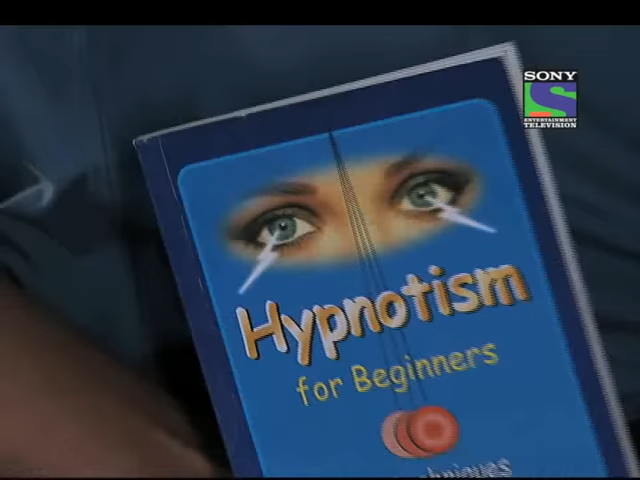 SONY
ENTERTAINMENT
TELEVISION
Hypnotism
for Beginners